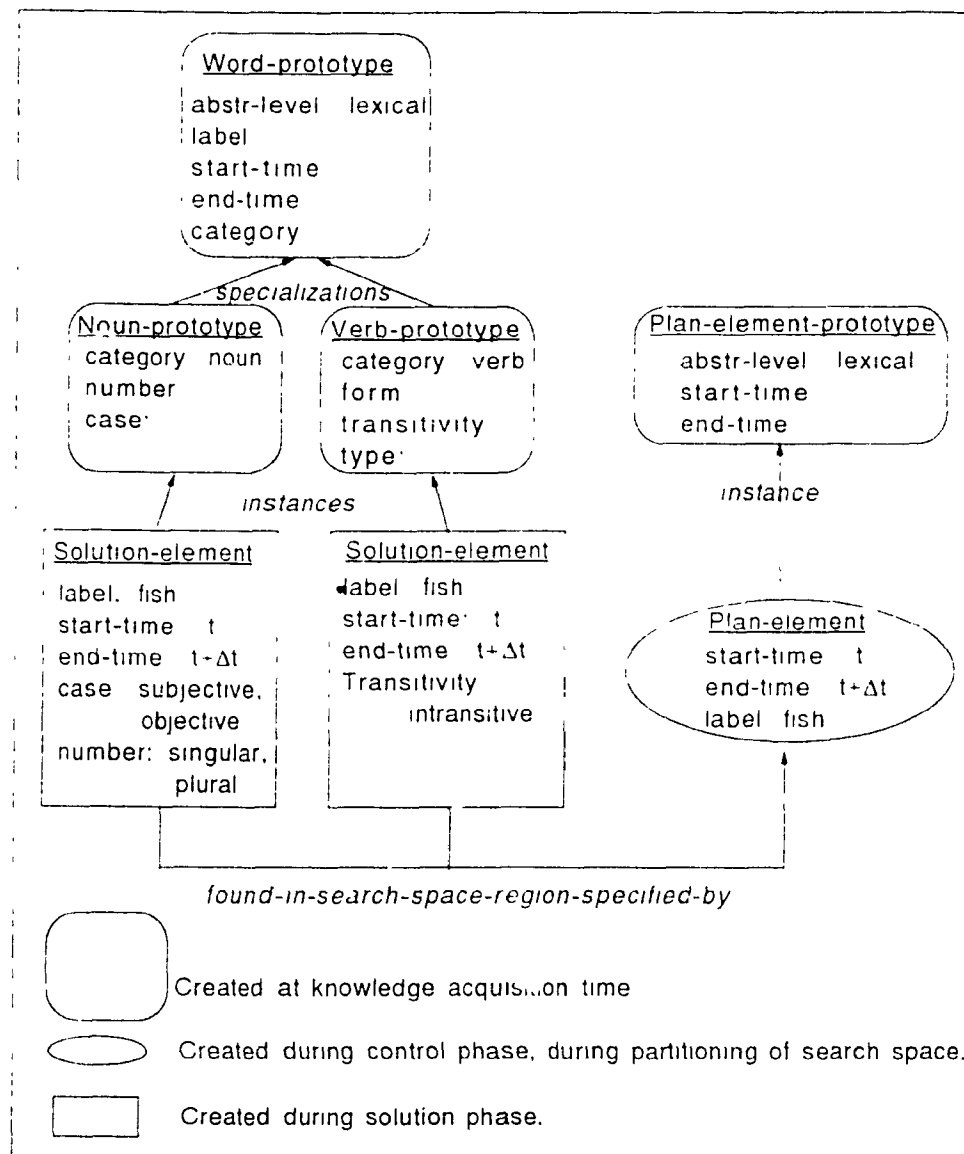 Word-prototype
abstr-level lexical
label
start-time
end-time
category
specializations
Noun-prototype
category noun
number
case
Verb-prototype
category verb
form
transitivity
type
Plan-element-prototype
abstr-level lexical
start-time
end-time
instances
instance
Solution-element
label. fish
start-time t
end-time t+Δt
case subjective,
objective
number: singular,
plural
Solution-element
label fish
start-time t
end-time t+Δt
Transitivity
intransitive
Plan-element
start-time t
end-time t+Δt
label fish
found-in-search-space-region-specified-by
Created at knowledge acquisition time
Created during control phase, during partitioning of search space.
Created during solution phase.